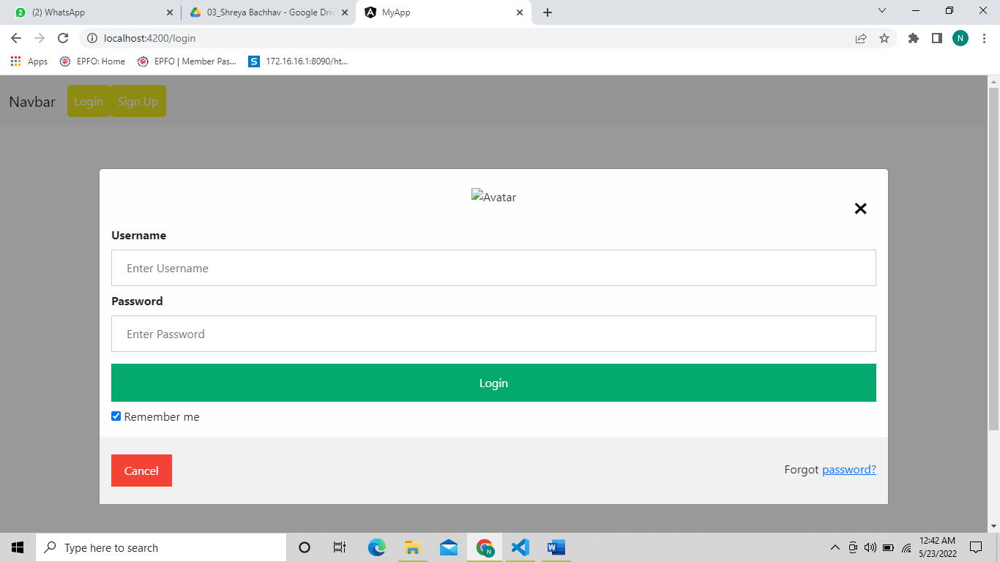 (2) WhatsApp
03_Shreya Bachhav - Google Driv
MyApp
localhost:4200/login
N
Apps
EPFO: Home
EPFO | Member Pas...
S
172.16.16.1:8090/ht...
Navbar
Login
Sign Up
Avatar
Username
Enter Username
Password
Enter Password
Login
Remember me
Cancel
Forgot password?
Type here to search
12:42 AM
5/23/2022